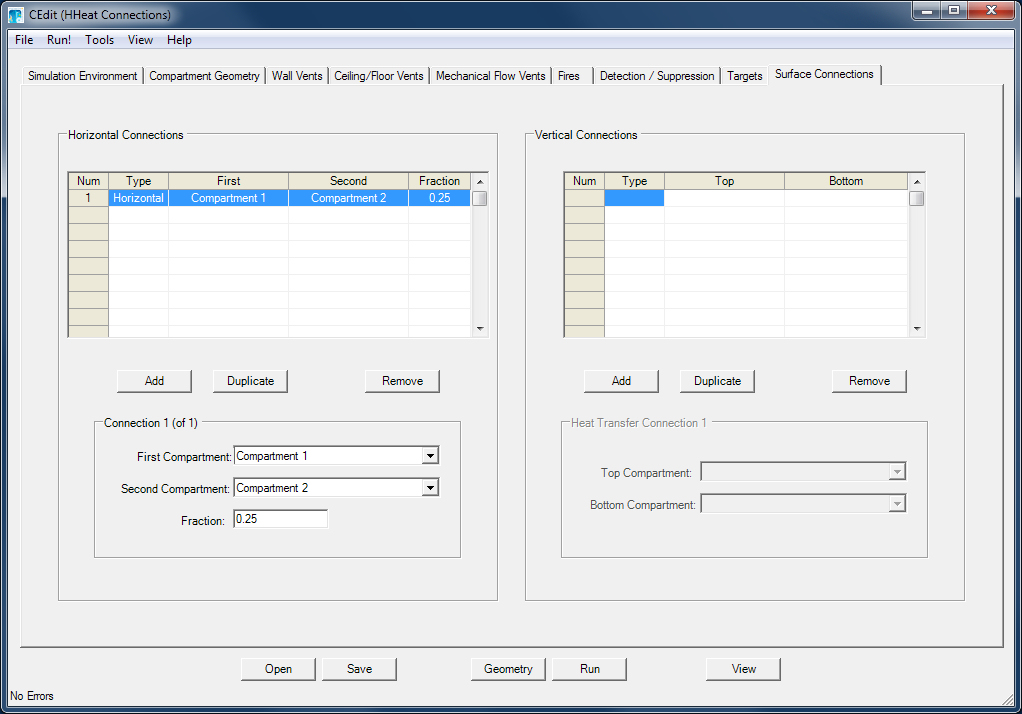 CEdit (HHeat Connections)
File Run! Tools View Help
Simulation Environment Compartment Geometry Wall Vents Ceiling/Floor Vents Mechanical Flow Vents Fires Detection / Suppression Targets Surface Connections
Horizontal Connections
Num Type First Second Fraction
1 Horizontal Compartment 1 Compartment 2 0.25
Add Duplicate Remove
Connection 1 (of 1)
First Compartment: Compartment 1
Second Compartment: Compartment 2
Fraction: 0.25
Vertical Connections
Num Type Top Bottom
Add Duplicate Remove
Heat Transfer Connection 1
Top Compartment:
Bottom Compartment:
Open Save Geometry Run View
No Errors